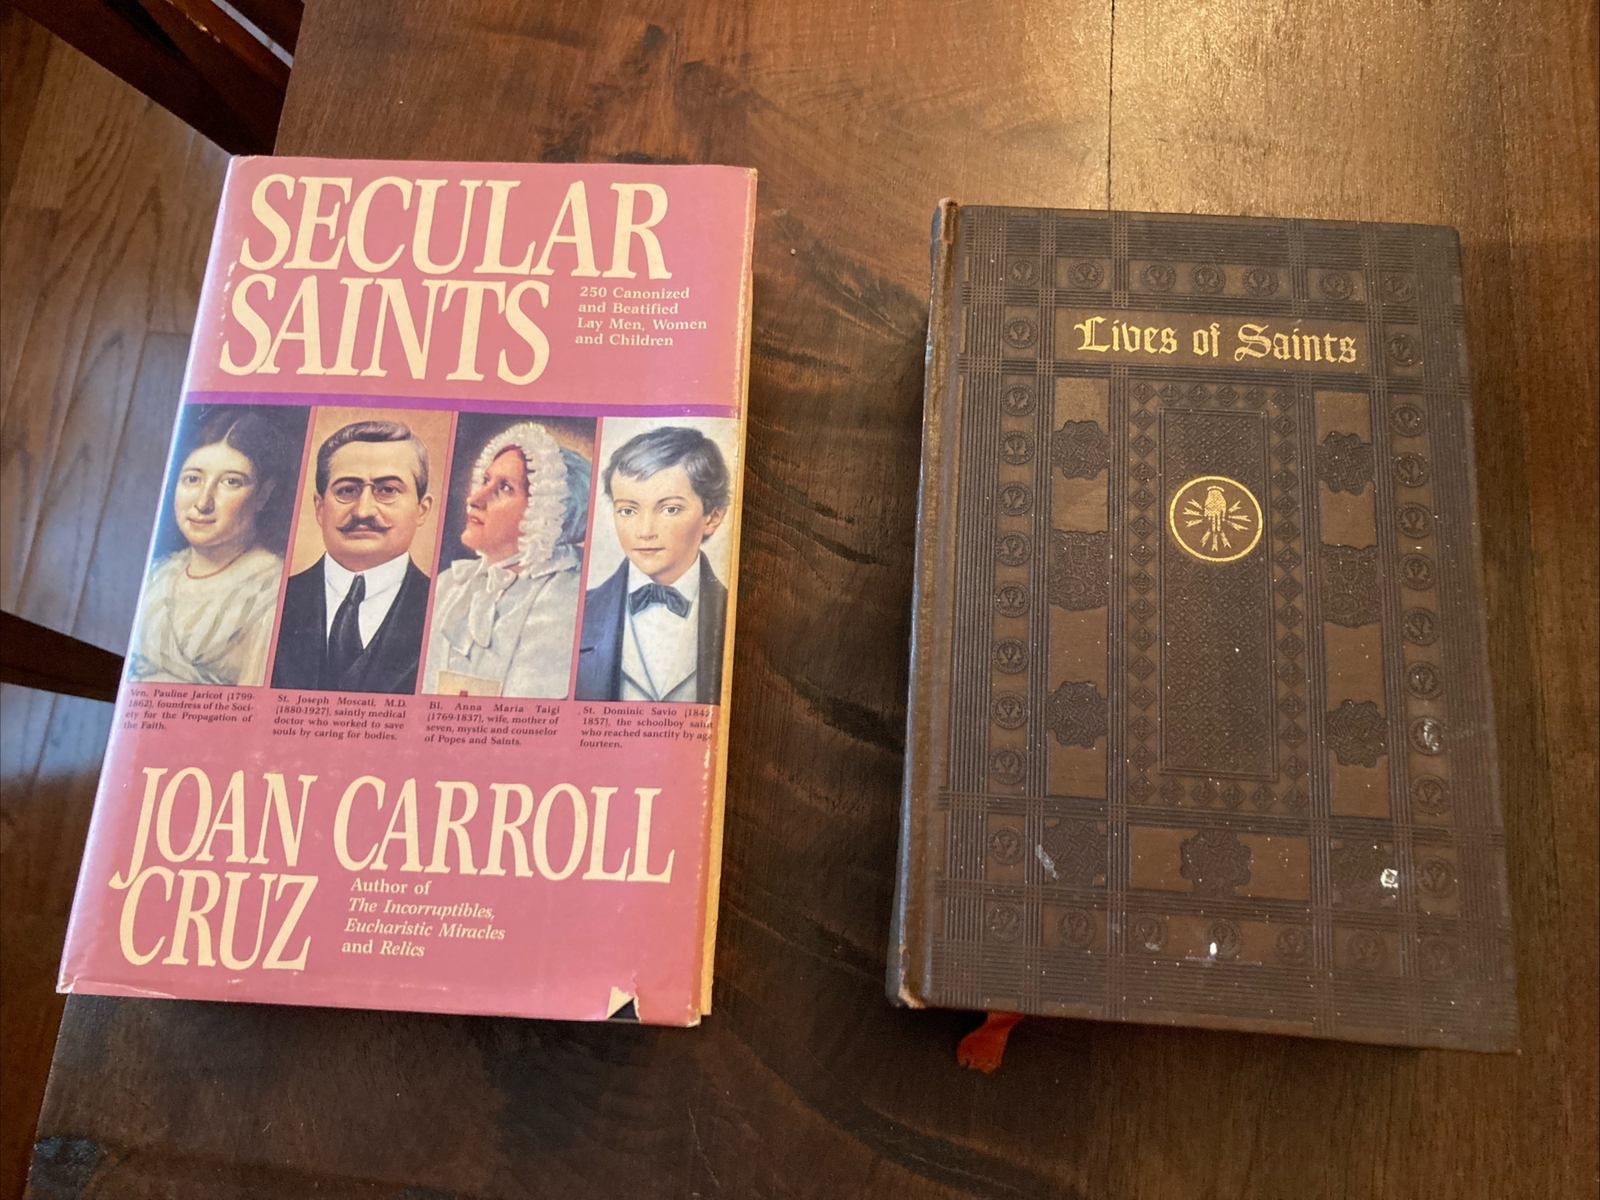 SECULAR
SAINTS
250 Canonized
and Beatified
Lay Men, Women
and Children
Ven. Pauline Jaricot (1799-
1862), foundress of the Soci-
ety for the Propagation of
the Faith.
St. Joseph Moscati, M.D.
(1880-1927), saintly medical
doctor who worked to save
souls by caring for bodies.
Bl. Anna Maria Taigi
(1769-1837), wife, mother of
seven, mystic and counselor
of Popes and Saints.
St. Dominic Savio (1842-
1857), the schoolboy saint
who reached sanctity by age
fourteen.
JOAN CARROLL
CRUZ
Author of
The Incorruptibles,
Eucharistic Miracles
and Relics
Lives of Saints